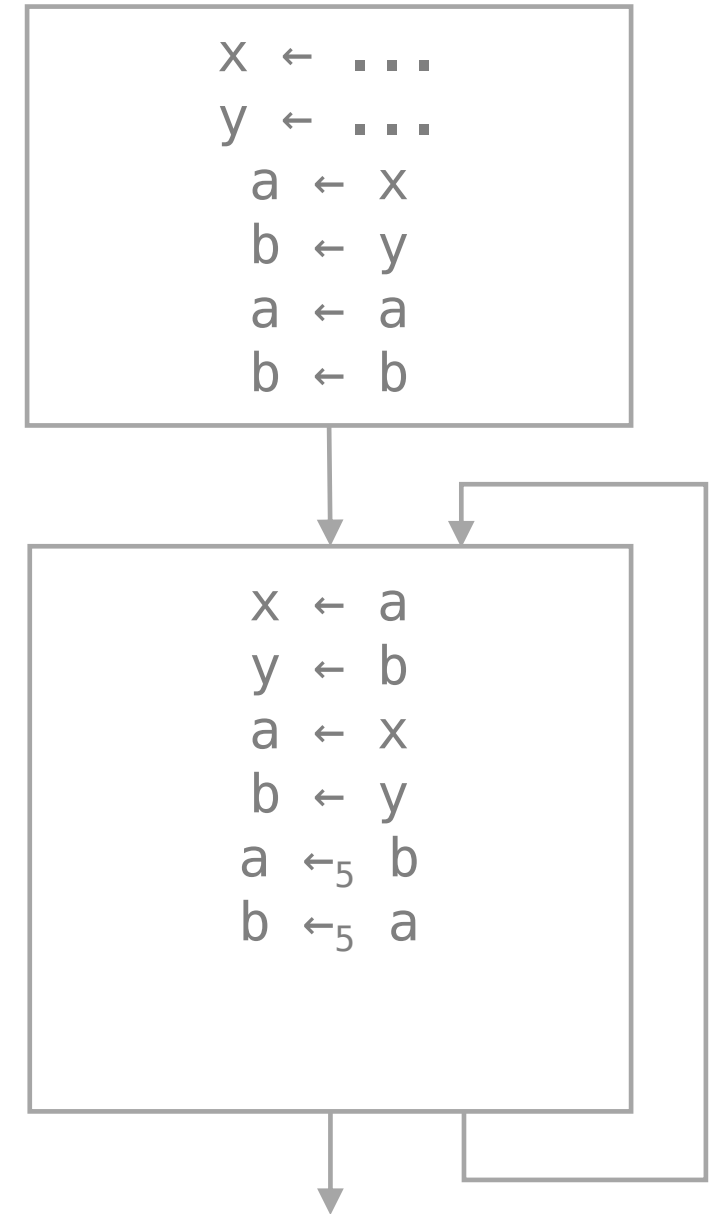 x ← ...
y ← ...
a ← x
b ← y
a ← a
b ← b
x ← a
y ← b
a ← x
b ← y
a ←₅ b
b ←₅ a